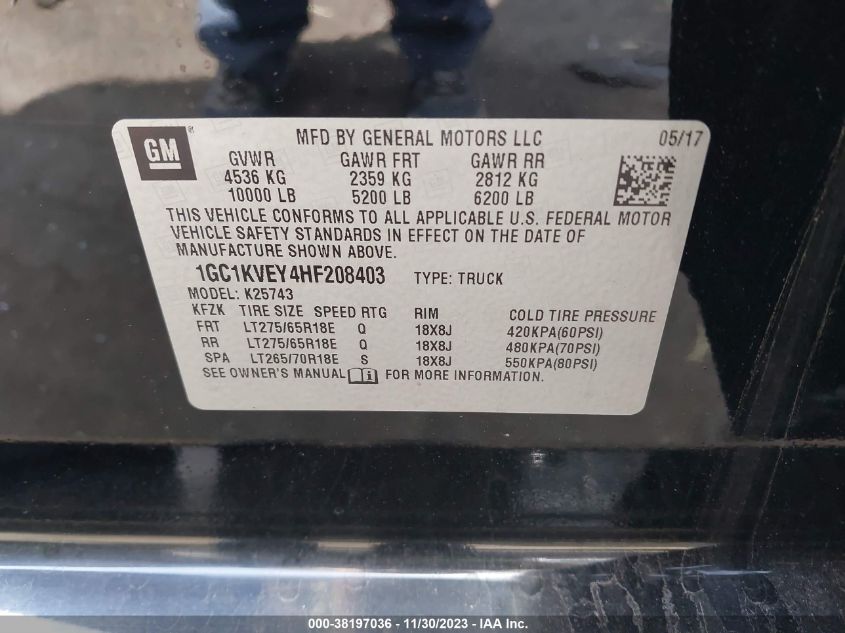 GM ®
MFD BY GENERAL MOTORS LLC 05/17
GVWR GAWR FRT GAWR RR
4536 KG 2359 KG 2812 KG
10000 LB 5200 LB 6200 LB
THIS VEHICLE CONFORMS TO ALL APPLICABLE U.S. FEDERAL MOTOR
VEHICLE SAFETY STANDARDS IN EFFECT ON THE DATE OF
MANUFACTURE SHOWN ABOVE.
1GC1KVEY4HF208403 TYPE: TRUCK
MODEL: K25743
KFZK TIRE SIZE SPEED RTG RIM COLD TIRE PRESSURE
FRT LT275/65R18E Q 18X8J 420KPA(60PSI)
RR LT275/65R18E Q 18X8J 480KPA(70PSI)
SPA LT265/70R18E S 18X8J 550KPA(80PSI)
SEE OWNER'S MANUAL i FOR MORE INFORMATION.
000-38197036 - 11/30/2023 - IAA Inc.